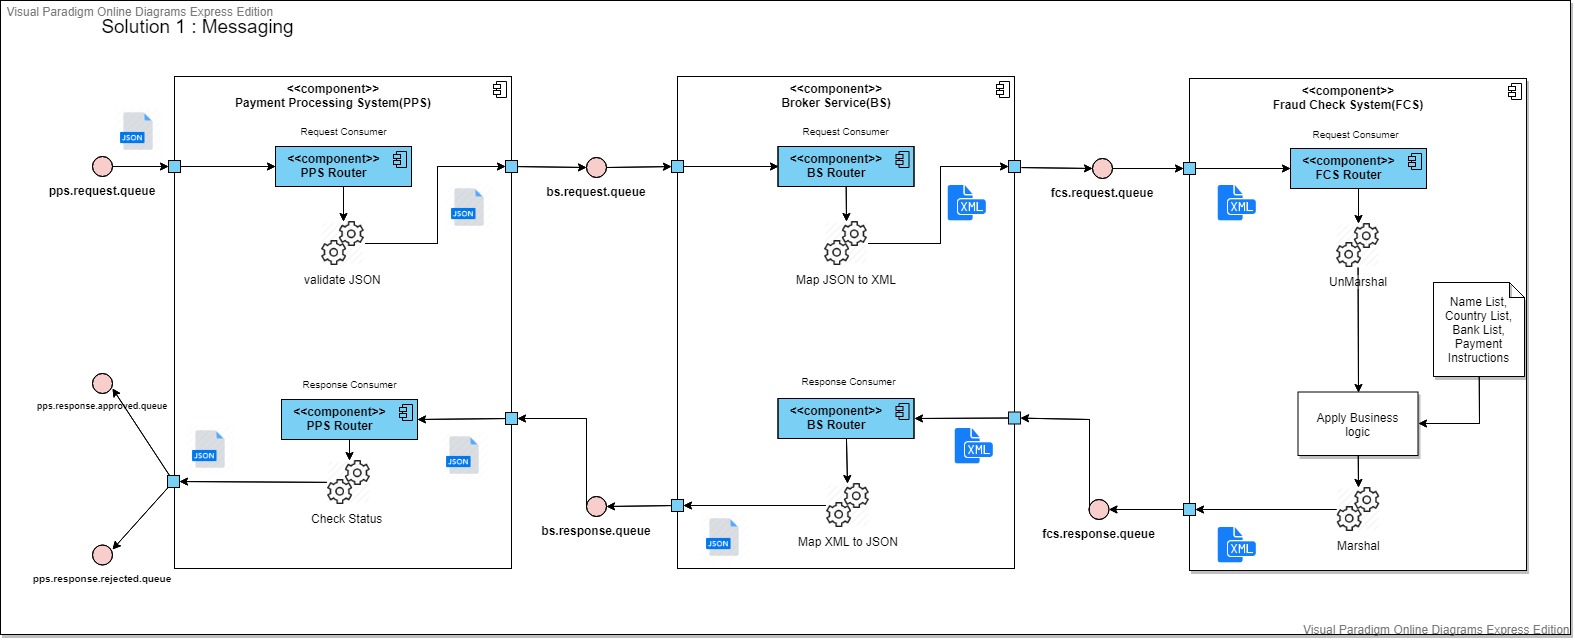 Visual Paradigm Online Diagrams Express Edition
Solution 1 : Messaging
<<component>>
Payment Processing System(PPS)
Request Consumer
<<component>>
PPS Router
JSON
pps.request.queue
JSON
validate JSON
bs.request.queue
<<component>>
Broker Service(BS)
Request Consumer
<<component>>
BS Router
XML
Map JSON to XML
fcs.request.queue
<<component>>
Fraud Check System(FCS)
Request Consumer
<<component>>
FCS Router
XML
UnMarshal
Name List,
Country List,
Bank List,
Payment
Instructions
Apply Business
logic
Marshal
XML
fcs.response.queue
Response Consumer
<<component>>
BS Router
XML
Map XML to JSON
JSON
bs.response.queue
Response Consumer
<<component>>
PPS Router
JSON
Check Status
JSON
pps.response.approved.queue
pps.response.rejected.queue
Visual Paradigm Online Diagrams Express Edition